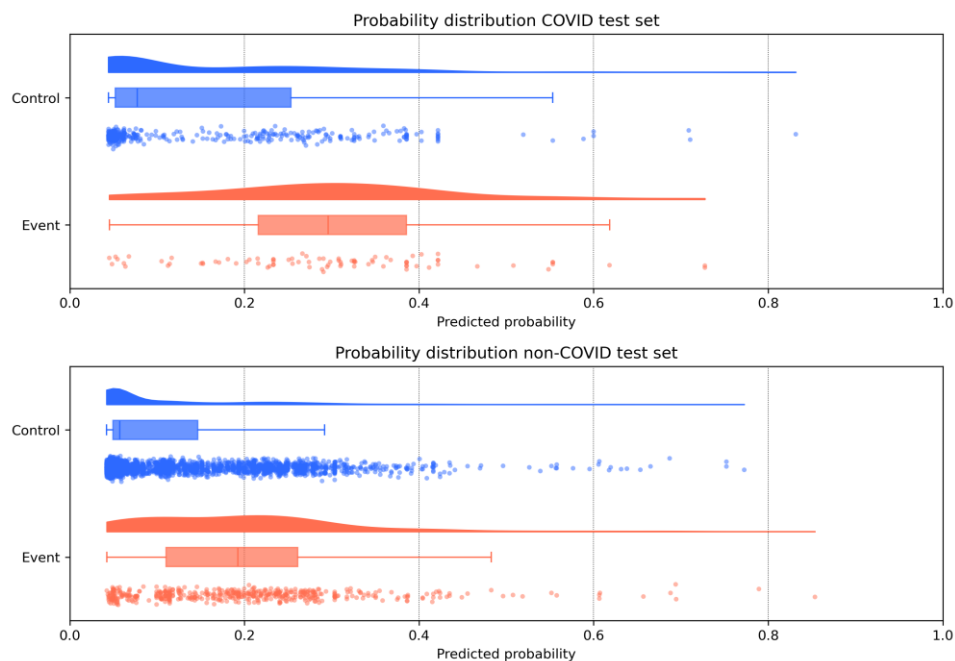 Probability distribution COVID test set
Control
Event
0.0 0.2 0.4 0.6 0.8 1.0
Predicted probability
Probability distribution non-COVID test set
Control
Event
0.0 0.2 0.4 0.6 0.8 1.0
Predicted probability